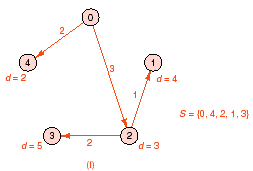 0
2
4
d = 2
3
1
d = 4
1
S = {0, 4, 2, 1, 3}
3
d = 5
2
2
d = 3
(f)